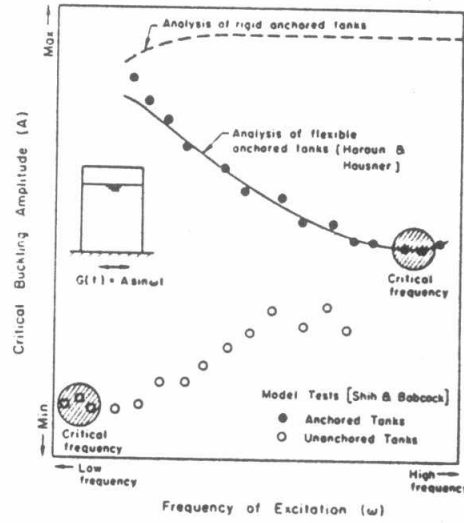 Max
Analysis of rigid anchored tanks
Analysis of flexible
anchored tanks (Haroun &
Housner)
Critical Buckling Amplitude (A)
G(t) = A sinωt
Critical
frequency
Model Tests [Shih & Babcock]
Anchored Tanks
Unanchored Tanks
Min
Critical
frequency
Low
frequency
High
frequency
Frequency of Excitation (ω)